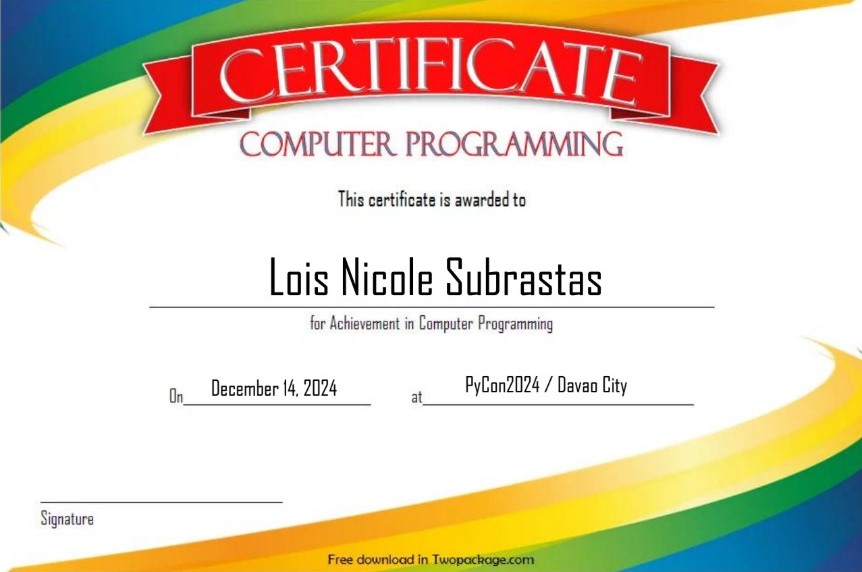 CERTIFICATE
COMPUTER PROGRAMMING
This certificate is awarded to
Lois Nicole Subrastas
for Achievement in Computer Programming
On December 14, 2024 at PyCon2024 / Davao City
Signature
Free download in Twopackage.com